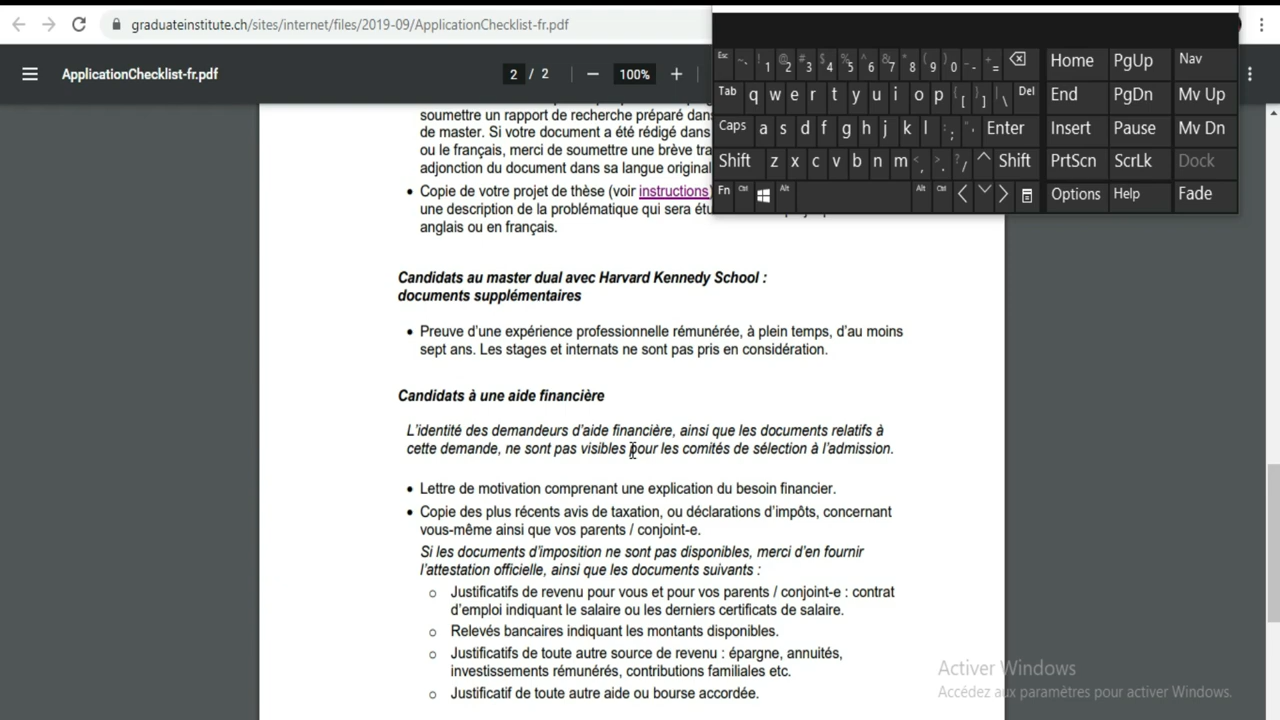 graduateinstitute.ch/sites/internet/files/2019-09/ApplicationChecklist-fr.pdf
ApplicationChecklist-fr.pdf
2 / 2
100%
soumettre un rapport de recherche préparé dans
de master. Si votre document a été rédigé dans
ou le français, merci de soumettre une brève
adjonction du document dans sa langue
• Copie de votre projet de thèse (voir instructions)
une description de la problématique qui sera
anglais ou en français.
Candidats au master dual avec Harvard Kennedy School :
documents supplémentaires
• Preuve d'une expérience professionnelle rémunérée, à plein temps, d'au moins
sept ans. Les stages et internats ne sont pas pris en considération.
Candidats à une aide financière
L'identité des demandeurs d'aide financière, ainsi que les documents relatifs à
cette demande, ne sont pas visibles pour les comités de sélection à l'admission.
• Lettre de motivation comprenant une explication du besoin financier.
• Copie des plus récents avis de taxation, ou déclarations d'impôts, concernant
vous-même ainsi que vos parents / conjoint-e.
Si les documents d'imposition ne sont pas disponibles, merci d'en fournir
l'attestation officielle, ainsi que les documents suivants :
o Justificatifs de revenu pour vous et pour vos parents / conjoint-e : contrat
d'emploi indiquant le salaire ou les derniers certificats de salaire.
o Relevés bancaires indiquant les montants disponibles.
o Justificatifs de toute autre source de revenu : épargne, annuités,
investissements rémunérés, contributions familiales etc.
o Justificatif de toute autre aide ou bourse accordée.
Esc ~ ` ! 1 @ 2 # 3 $ 4 % 5 ^ 6 & 7 * 8 ( 9 ) 0 _ - + = Home PgUp Nav
Tab q w e r t y u i o p { [ } ] | \ Del End PgDn Mv Up
Caps a s d f g h j k l : ; " ' Enter Insert Pause Mv Dn
Shift z x c v b n m < , > . ? / Shift PrtScn ScrLk Dock
Fn Ctrl Alt Alt Ctrl Options Help Fade
Activer Windows
Accédez aux paramètres pour activer Windows.